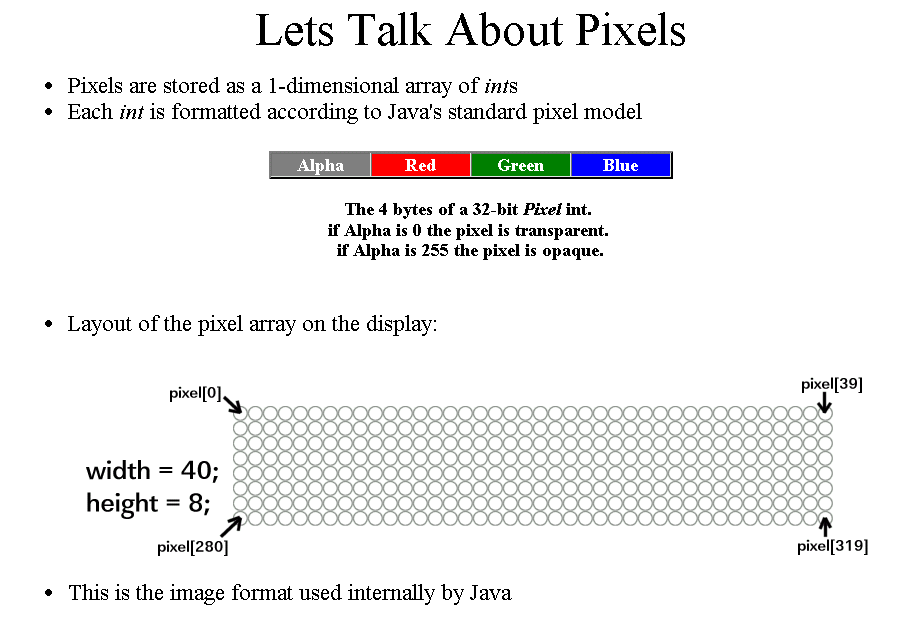 Lets Talk About Pixels
• Pixels are stored as a 1-dimensional array of ints
• Each int is formatted according to Java's standard pixel model
Alpha Red Green Blue
The 4 bytes of a 32-bit Pixel int.
if Alpha is 0 the pixel is transparent.
if Alpha is 255 the pixel is opaque.
• Layout of the pixel array on the display:
pixel[0]
pixel[39]
width = 40;
height = 8;
pixel[280]
pixel[319]
• This is the image format used internally by Java